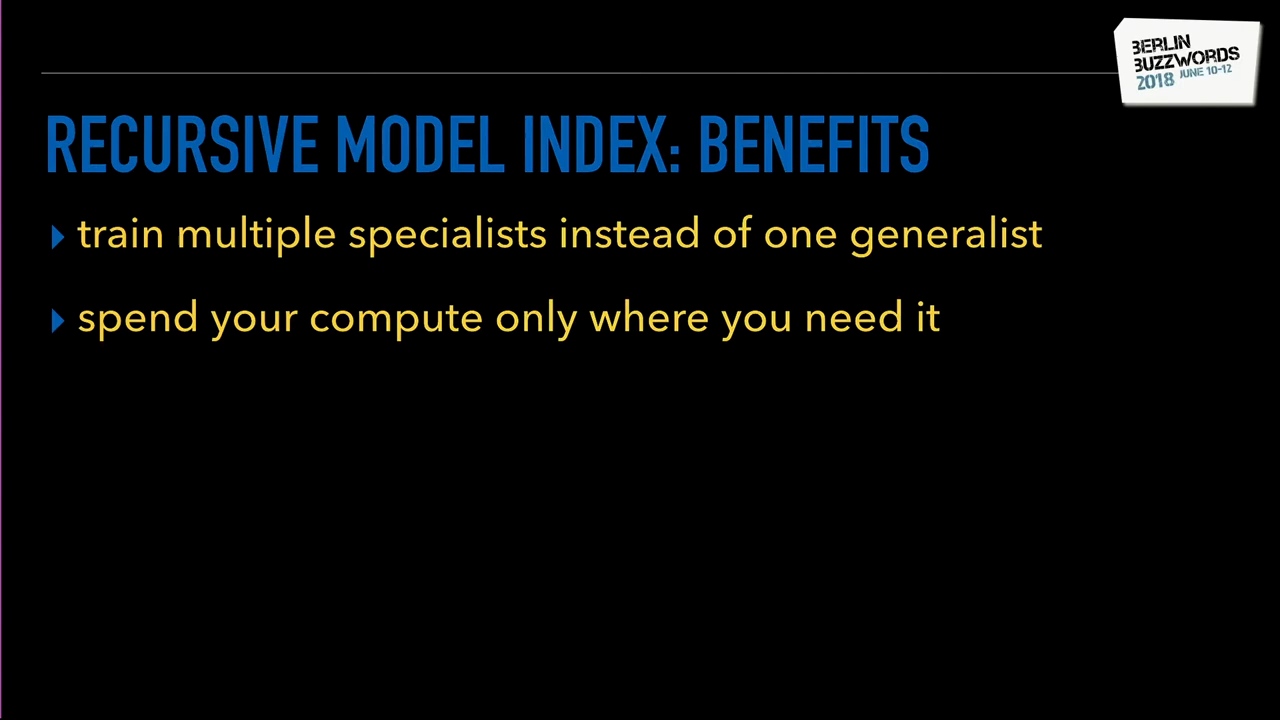 BERLIN
BUZZWORDS
2018 JUNE 10-12
RECURSIVE MODEL INDEX: BENEFITS
train multiple specialists instead of one generalist
spend your compute only where you need it